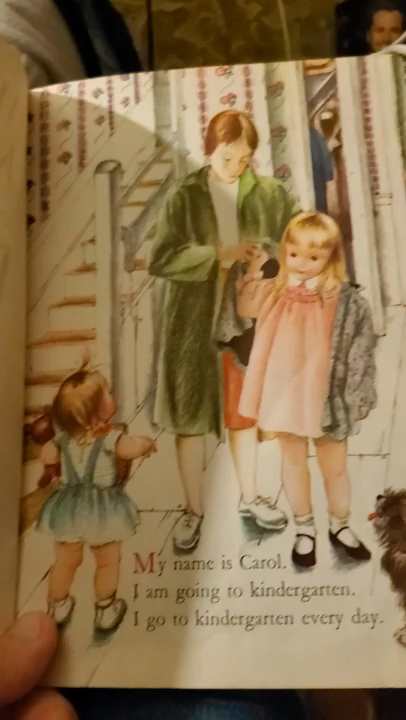 My name is Carol.
I am going to kindergarten.
I go to kindergarten every day.